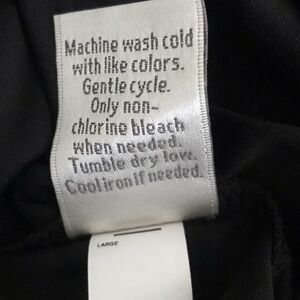 Machine wash cold
with like colors.
Gentle cycle.
Only non-
chlorine bleach
when needed.
Tumble dry low.
Cool iron if needed.
LARGE